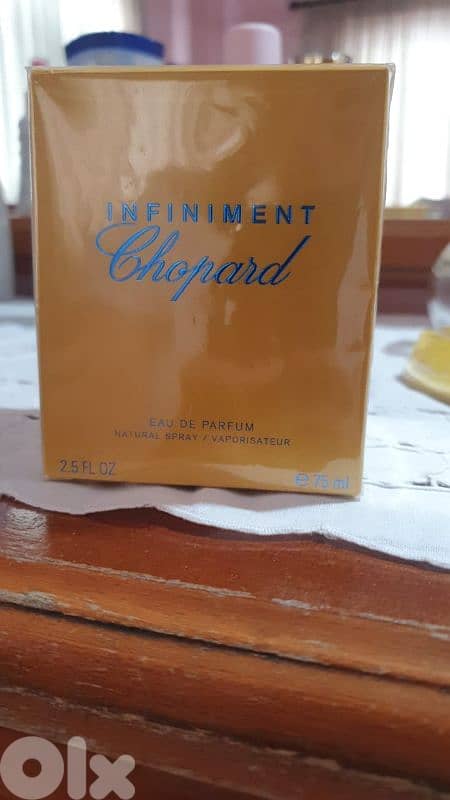 INFINIMENT
Chopard
EAU DE PARFUM
NATURAL SPRAY / VAPORISATEUR
2.5 FL OZ
℮ 75 ml
Olx